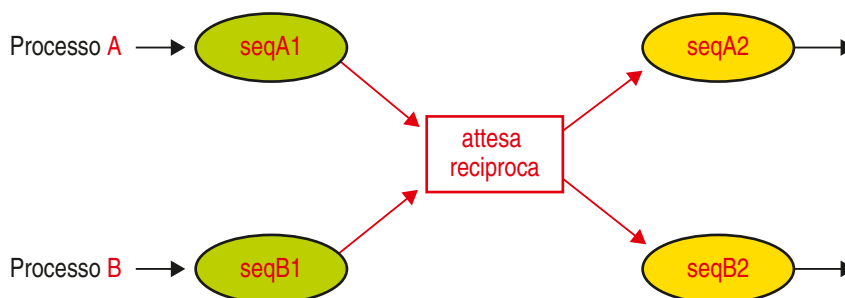 Processo A
seqA1
seqA2
attesa
reciproca
Processo B
seqB1
seqB2